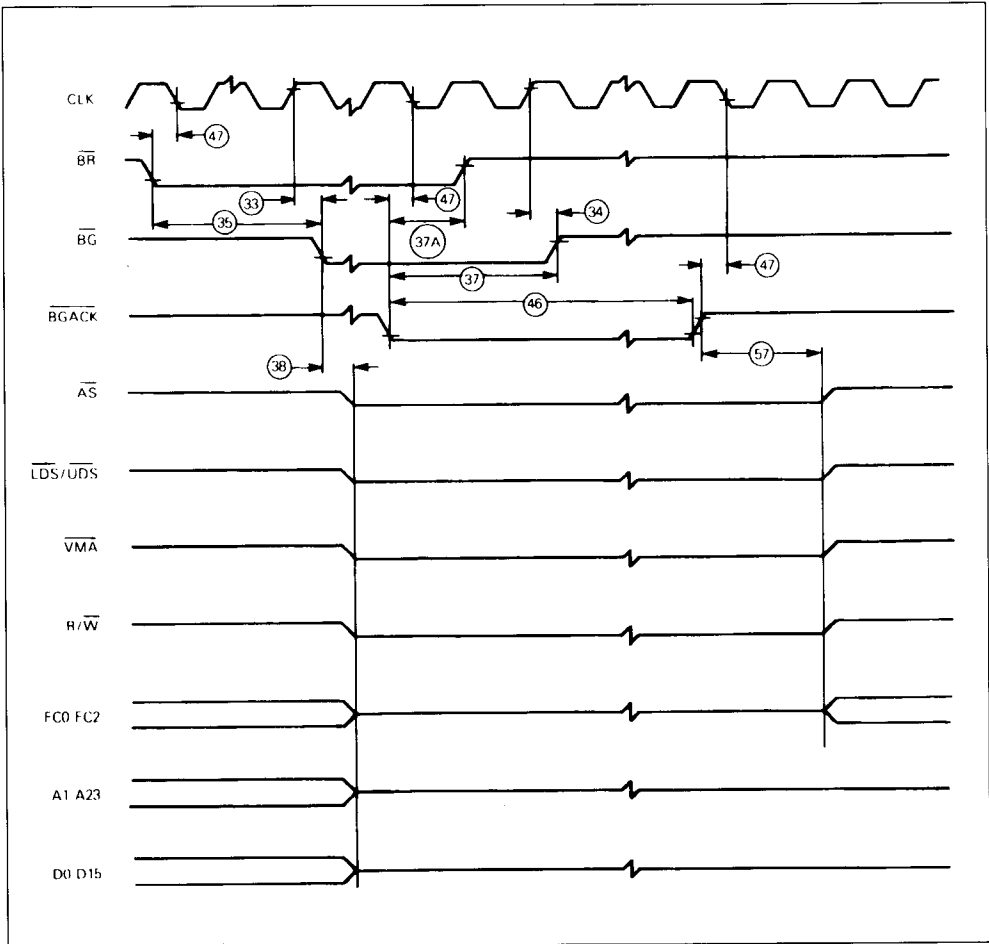 CLK
47
BR
33
47
35
34
37A
BG
37
47
46
BGACK
57
38
AS
LDS/UDS
VMA
R/W
FC0 FC2
A1 A23
D0 D15